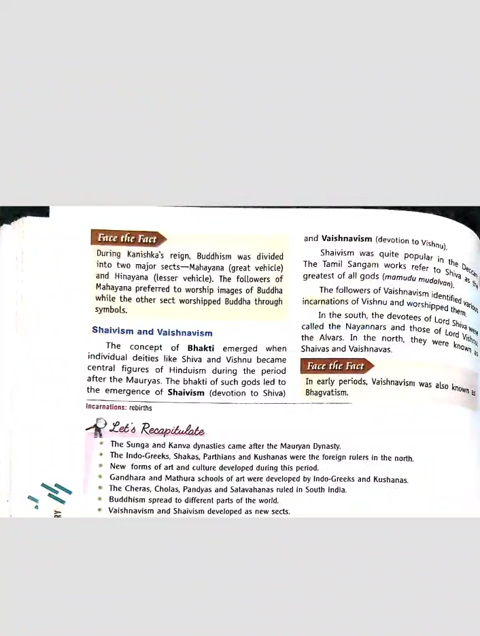 Face the Fact
During Kanishka's reign, Buddhism was divided
into two major sects—Mahayana (great vehicle)
and Hinayana (lesser vehicle). The followers of
Mahayana preferred to worship images of Buddha
while the other sect worshipped Buddha through
symbols.
Shaivism and Vaishnavism
The concept of Bhakti emerged when
individual deities like Shiva and Vishnu became
central figures of Hinduism during the period
after the Mauryas. The bhakti of such gods led to
the emergence of Shaivism (devotion to Shiva)
and Vaishnavism (devotion to Vishnu).
Shaivism was quite popular in the Deccan.
The Tamil Sangam works refer to Shiva as the
greatest of all gods (mamudu mudalvan).
The followers of Vaishnavism identified various
incarnations of Vishnu and worshipped them.
In the south, the devotees of Lord Shiva were
called the Nayannars and those of Lord Vishnu,
the Alvars. In the north, they were known as
Shaivas and Vaishnavas.
Face the Fact
In early periods, Vaishnavism was also known as
Bhagvatism.
Incarnations: rebirths
Let's Recapitulate
• The Sunga and Kanva dynasties came after the Mauryan Dynasty.
• The Indo-Greeks, Shakas, Parthians and Kushanas were the foreign rulers in the north.
• New forms of art and culture developed during this period.
• Gandhara and Mathura schools of art were developed by Indo-Greeks and Kushanas.
• The Cheras, Cholas, Pandyas and Satavahanas ruled in South India.
• Buddhism spread to different parts of the world.
• Vaishnavism and Shaivism developed as new sects.